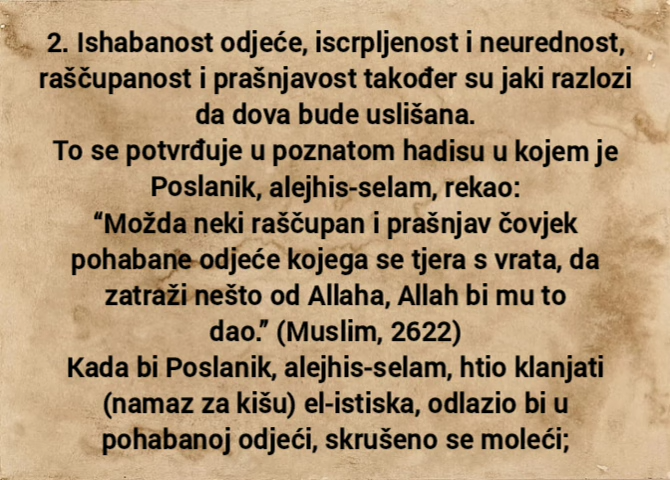 2. Ishabanost odjeće, iscrpljenost i neurednost,
raščupanost i prašnjavost također su jaki razlozi
da dova bude uslišana.
To se potvrđuje u poznatom hadisu u kojem je
Poslanik, alejhis-selam, rekao:
“Možda neki raščupan i prašnjav čovjek
pohabane odjeće kojega se tjera s vrata, da
zatraži nešto od Allaha, Allah bi mu to
dao.” (Muslim, 2622)
Kada bi Poslanik, alejhis-selam, htio klanjati
(namaz za kišu) el-istiska, odlazio bi u
pohabanoj odjeći, skrušeno se moleći;